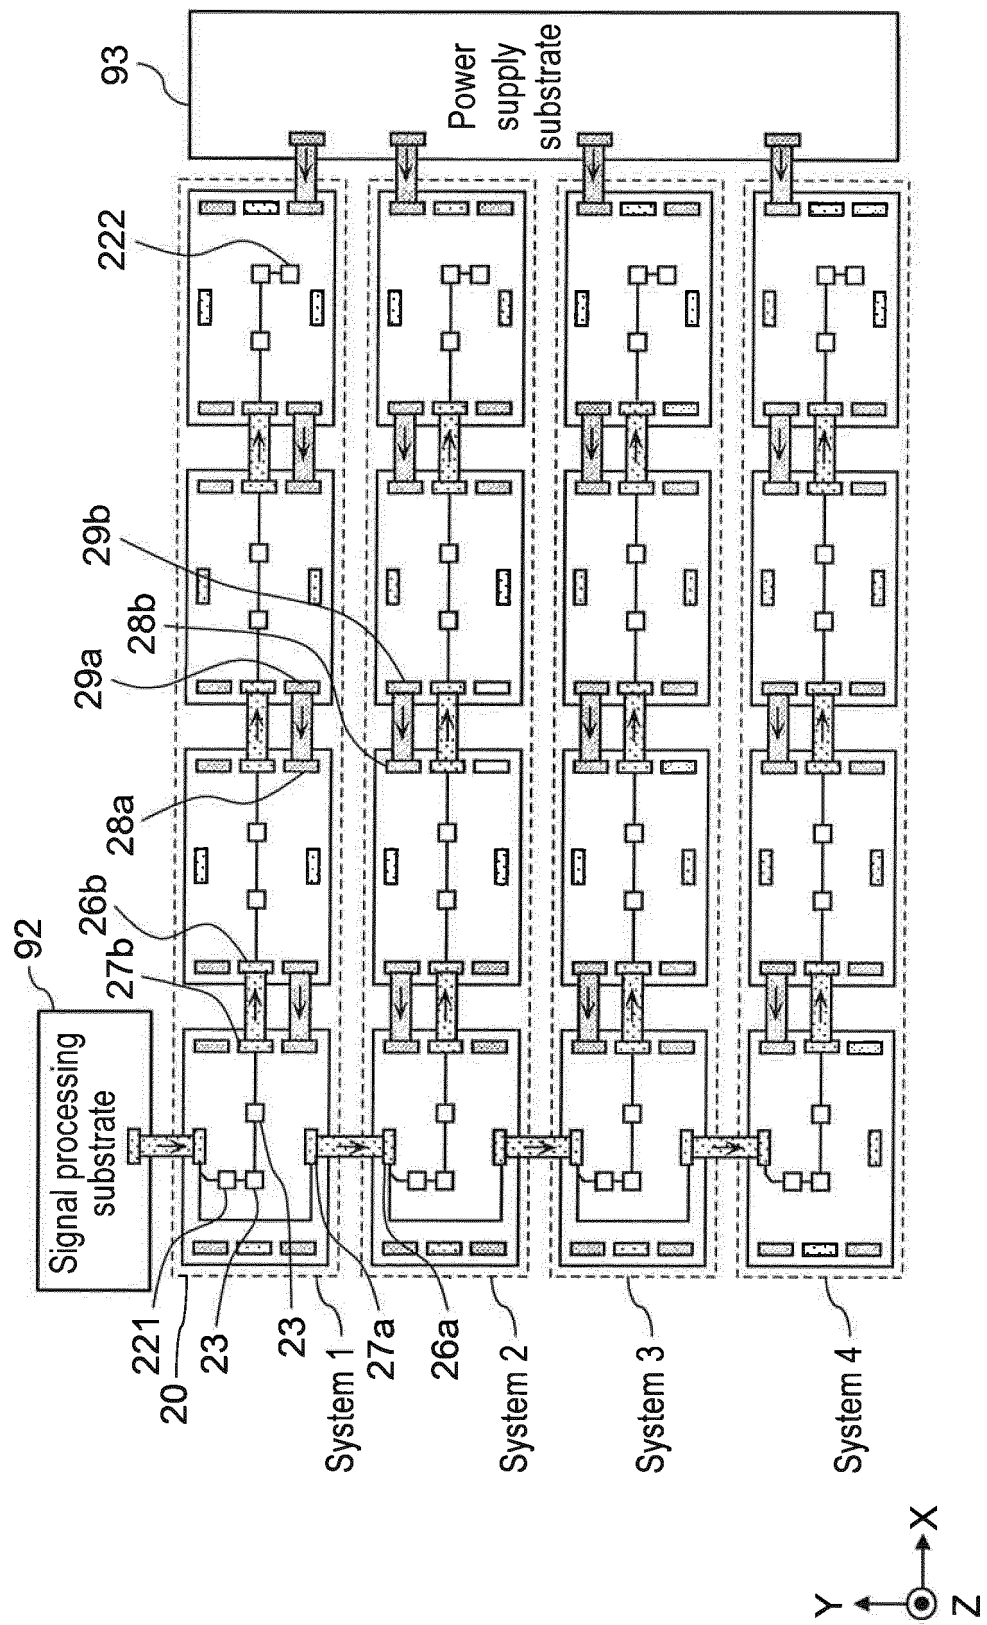 93
Power
supply
substrate
222
29b
28b
29a
28a
26b
27b
92
Signal processing
substrate
221
23
20
23
27a
26a
System 1
System 2
System 3
System 4
Y
X
Z